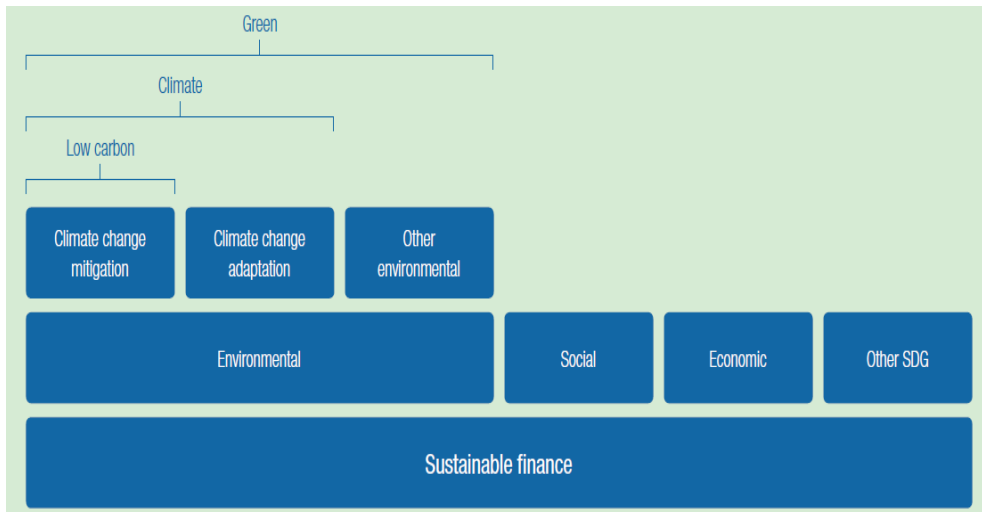 Green
Climate
Low carbon
Climate change
mitigation
Climate change
adaptation
Other
environmental
Environmental
Social
Economic
Other SDG
Sustainable finance